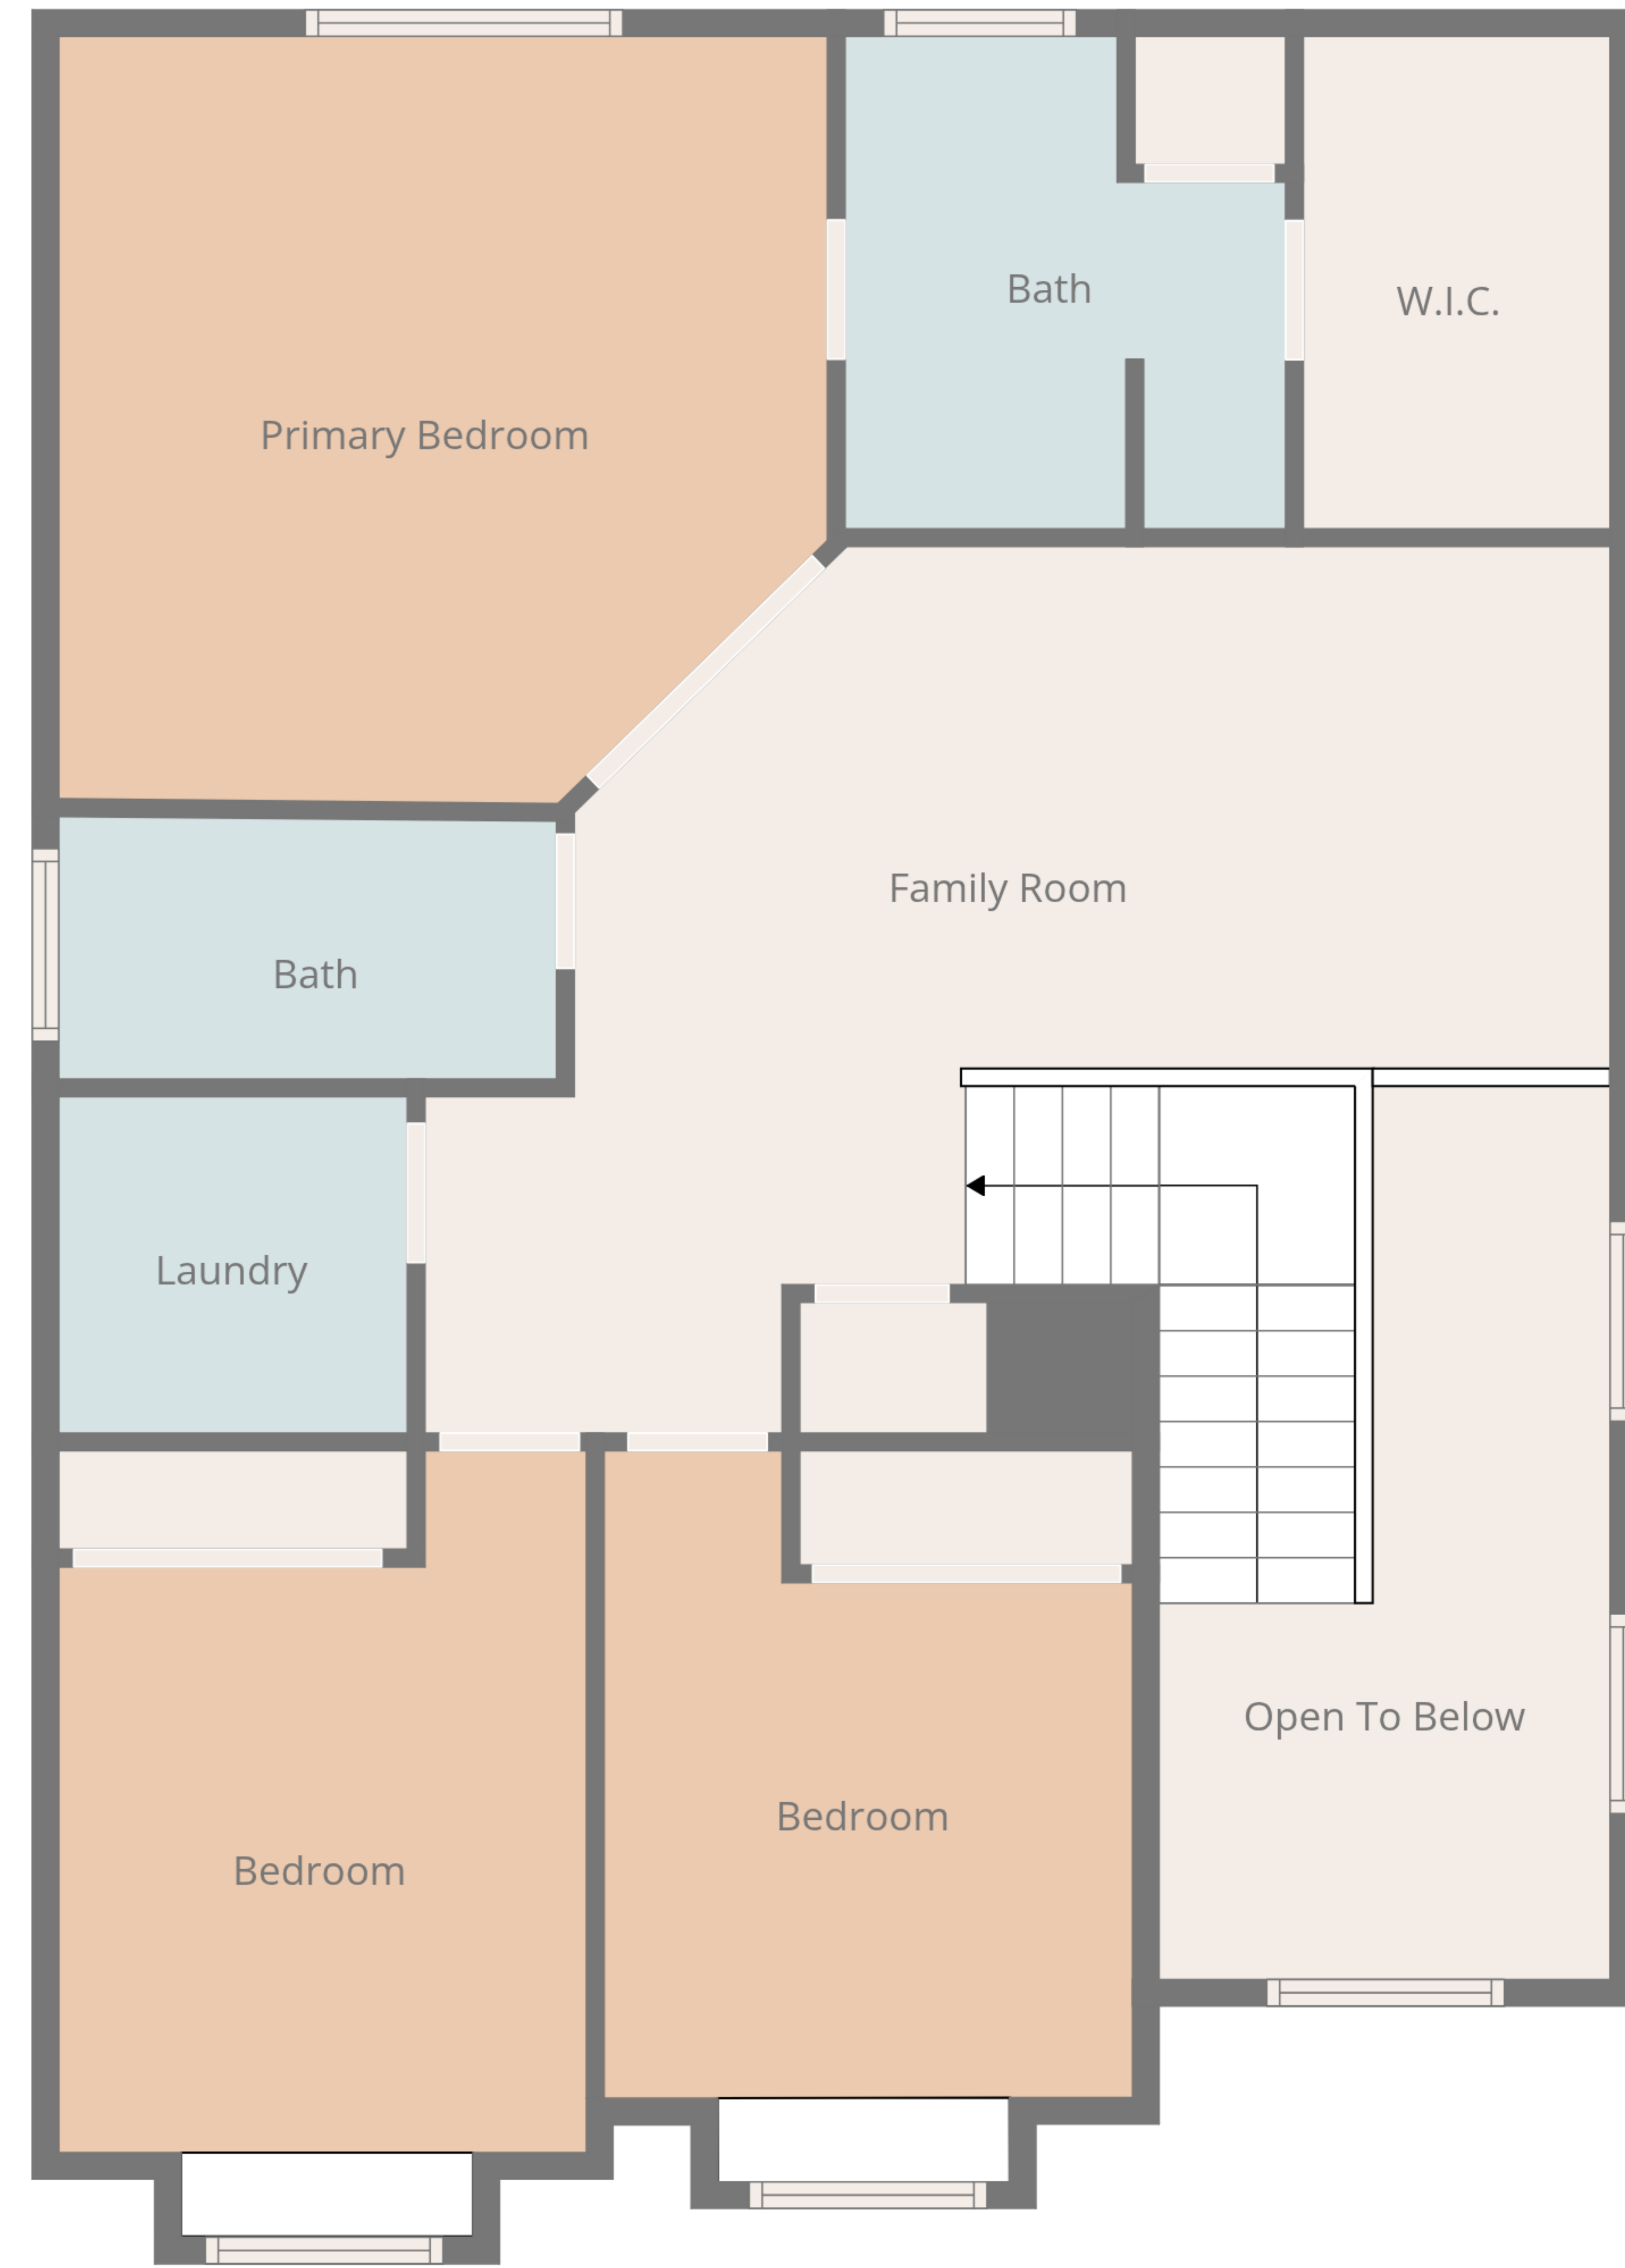 Bath
W.I.C.
Primary Bedroom
Family Room
Bath
Laundry
Open To Below
Bedroom
Bedroom